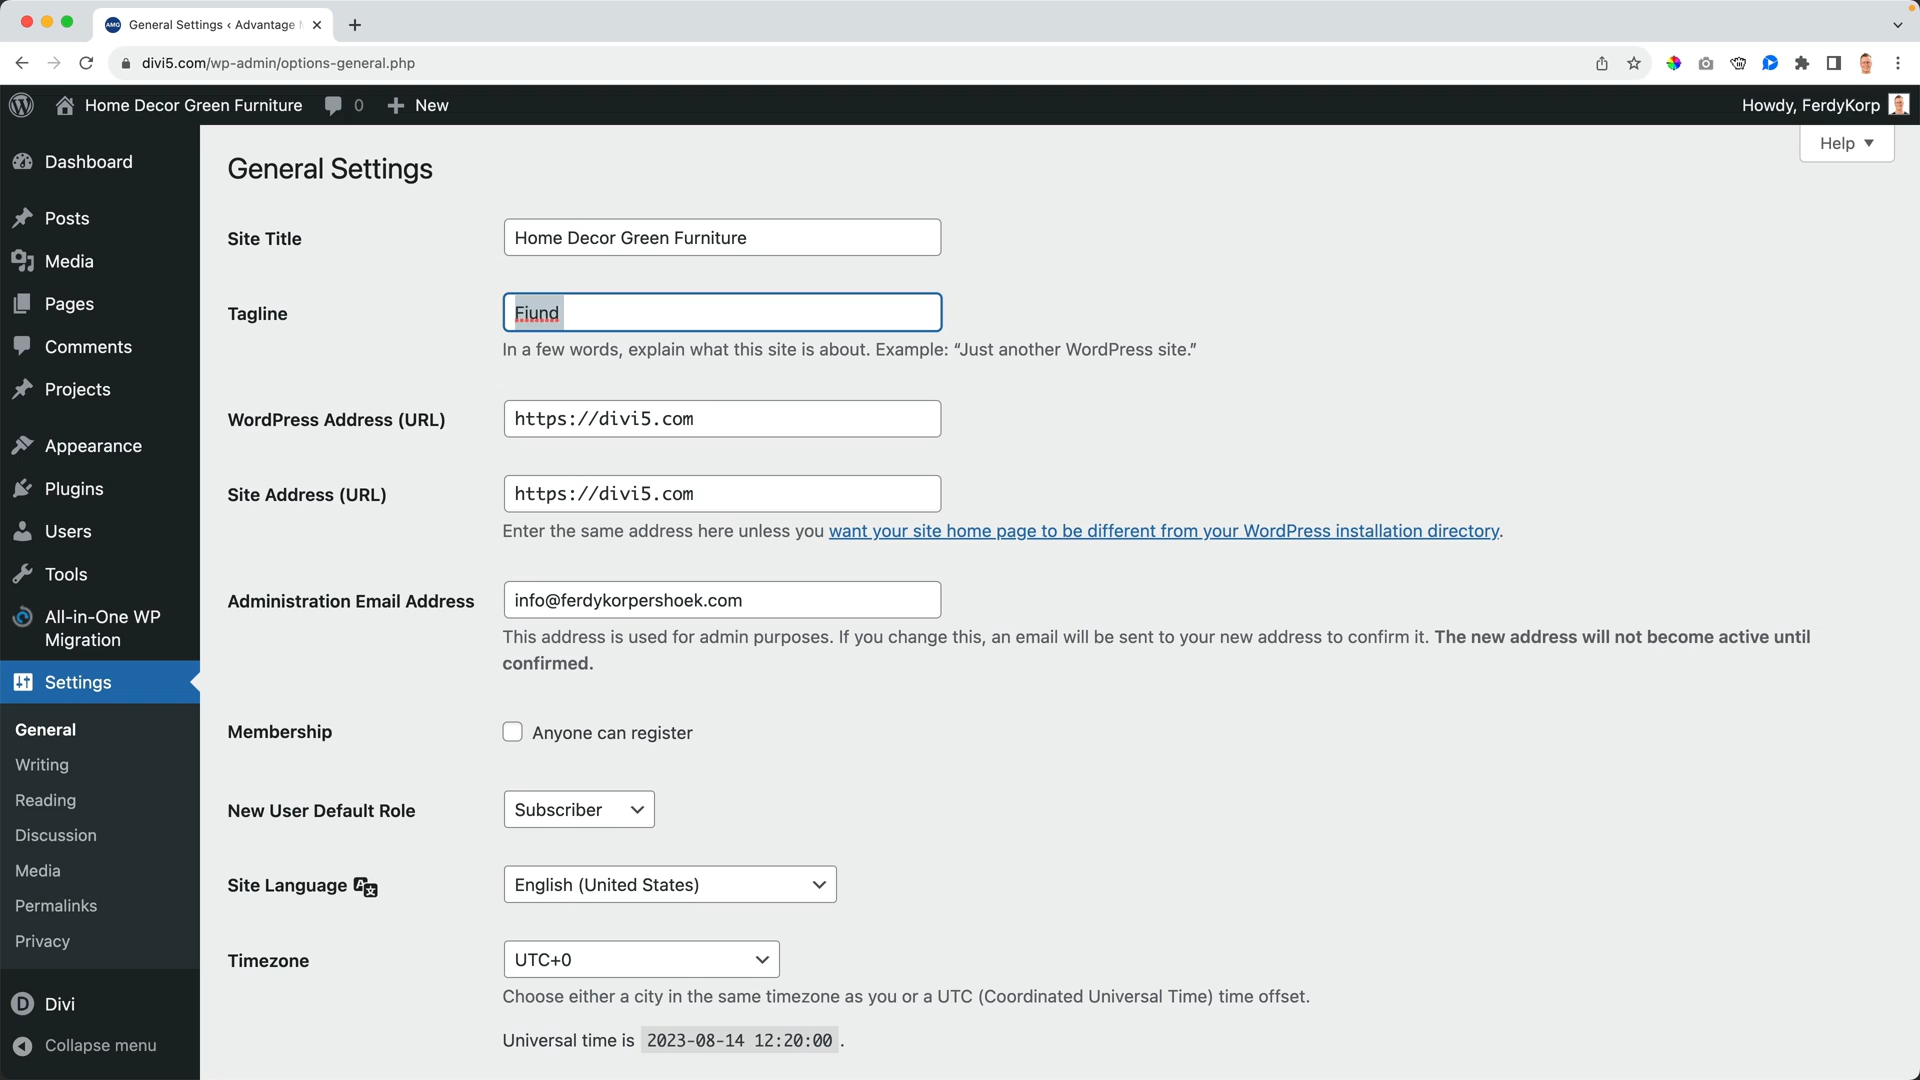 General Settings ‹ Advantage
divi5.com/wp-admin/options-general.php
Home Decor Green Furniture
0
New
Howdy, FerdyKorp
Help
Dashboard
Posts
Media
Pages
Comments
Projects
Appearance
Plugins
Users
Tools
All-in-One WP
Migration
Settings
General
Writing
Reading
Discussion
Media
Permalinks
Privacy
Divi
Collapse menu
General Settings
Site Title
Home Decor Green Furniture
Tagline
Fiund
In a few words, explain what this site is about. Example: “Just another WordPress site.”
WordPress Address (URL)
https://divi5.com
Site Address (URL)
https://divi5.com
Enter the same address here unless you want your site home page to be different from your WordPress installation directory.
Administration Email Address
info@ferdykorpershoek.com
This address is used for admin purposes. If you change this, an email will be sent to your new address to confirm it. The new address will not become active until
confirmed.
Membership
Anyone can register
New User Default Role
Subscriber
Site Language
English (United States)
Timezone
UTC+0
Choose either a city in the same timezone as you or a UTC (Coordinated Universal Time) time offset.
Universal time is 2023-08-14 12:20:00 .